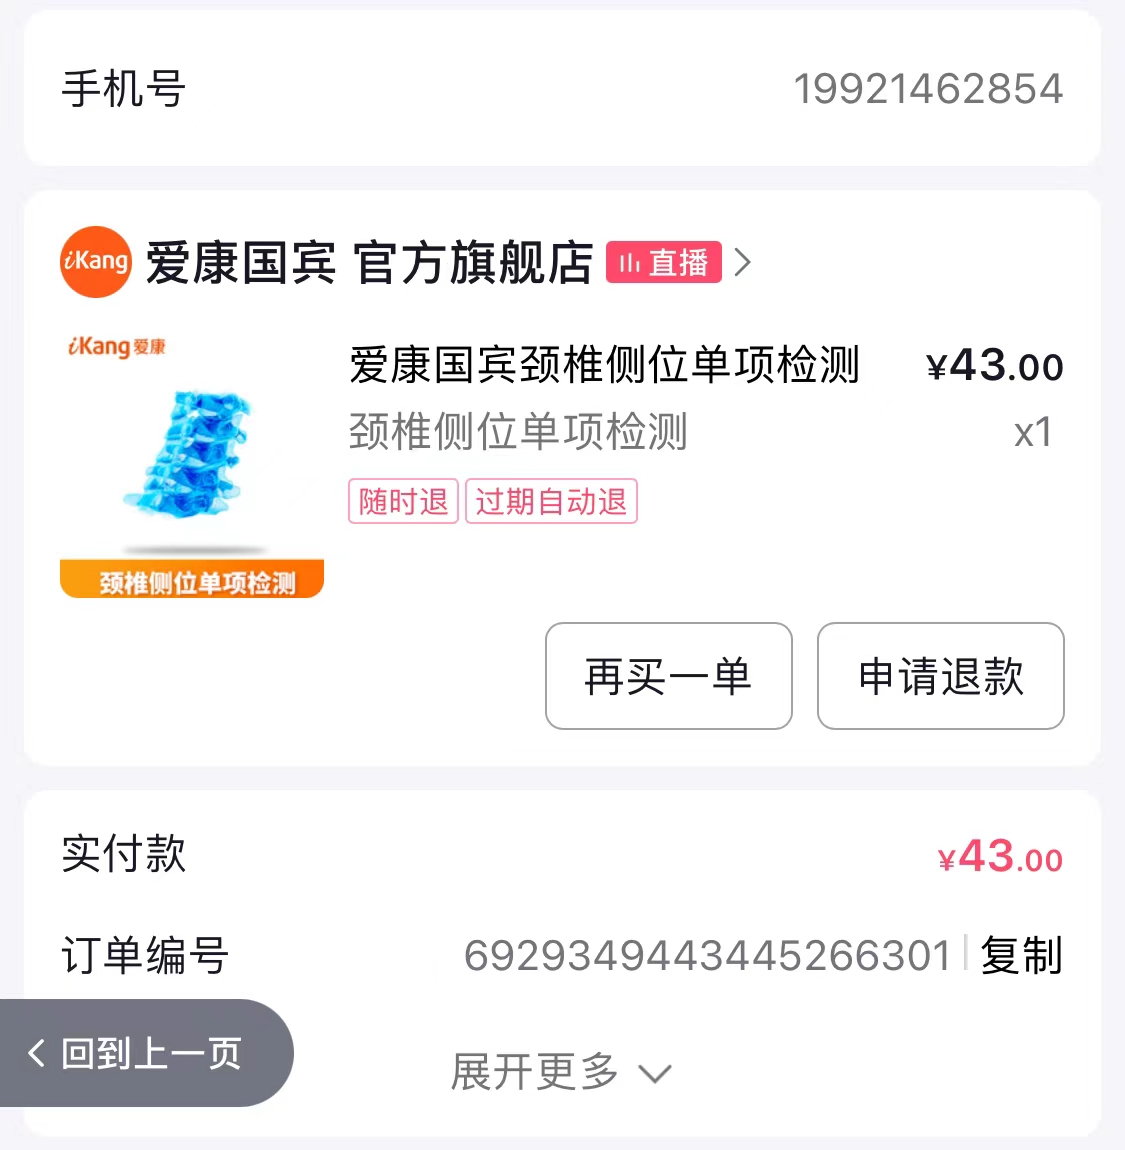 手机号 19921462854
iKang 爱康国宾 官方旗舰店 直播
iKang爱康
爱康国宾颈椎侧位单项检测 ¥43.00
颈椎侧位单项检测 x1
随时退 过期自动退
颈椎侧位单项检测
再买一单 申请退款
实付款 ¥43.00
订单编号 6929349443445266301 复制
回到上一页
展开更多